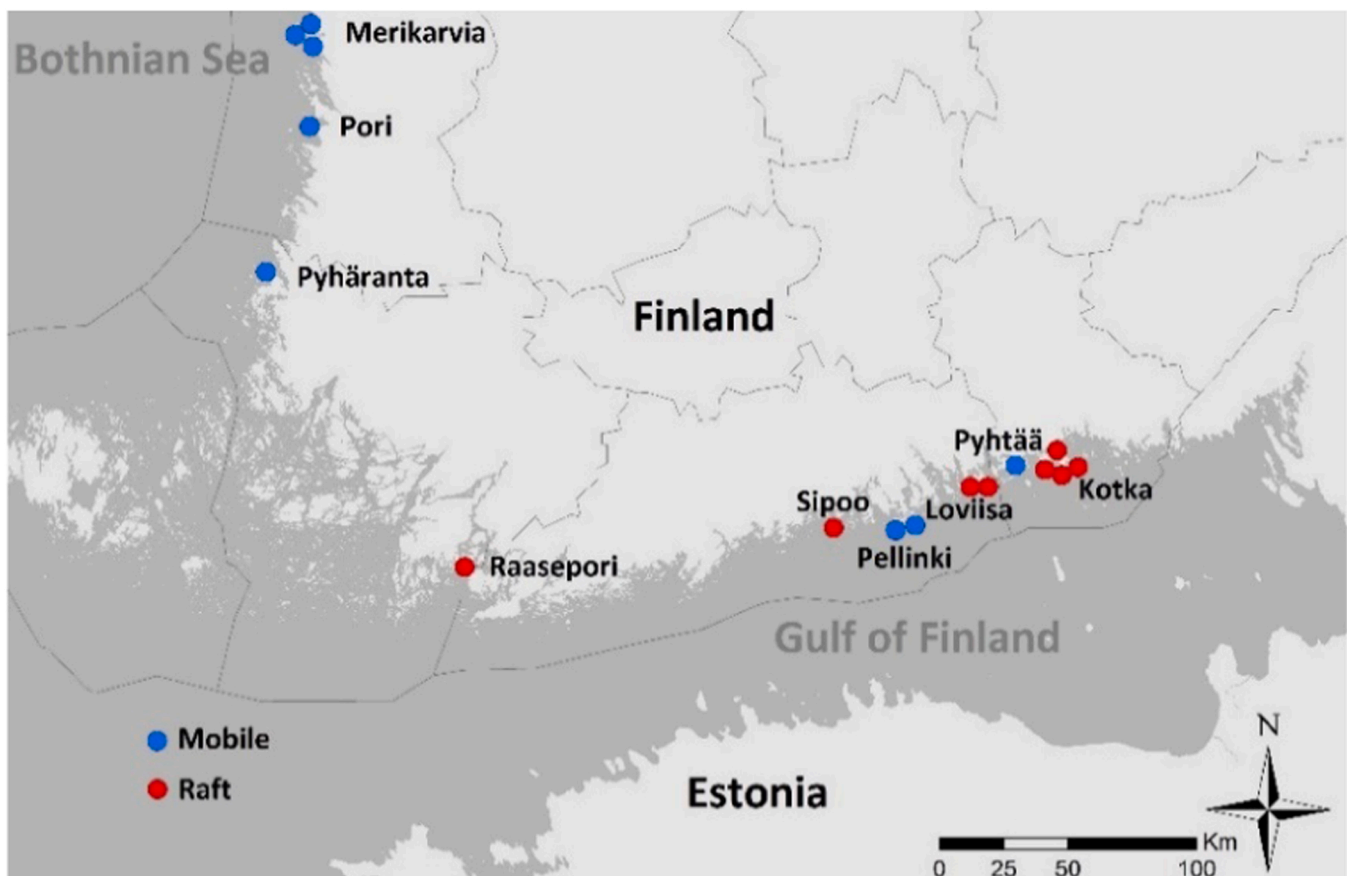 Merikarvia
Bothnian Sea
Pori
Pyhäranta
Finland
Pyhtää
Kotka
Sipoo
Loviisa
Pellinki
Raasepori
Gulf of Finland
Mobile
Raft
Estonia
N
Km
0 25 50 100